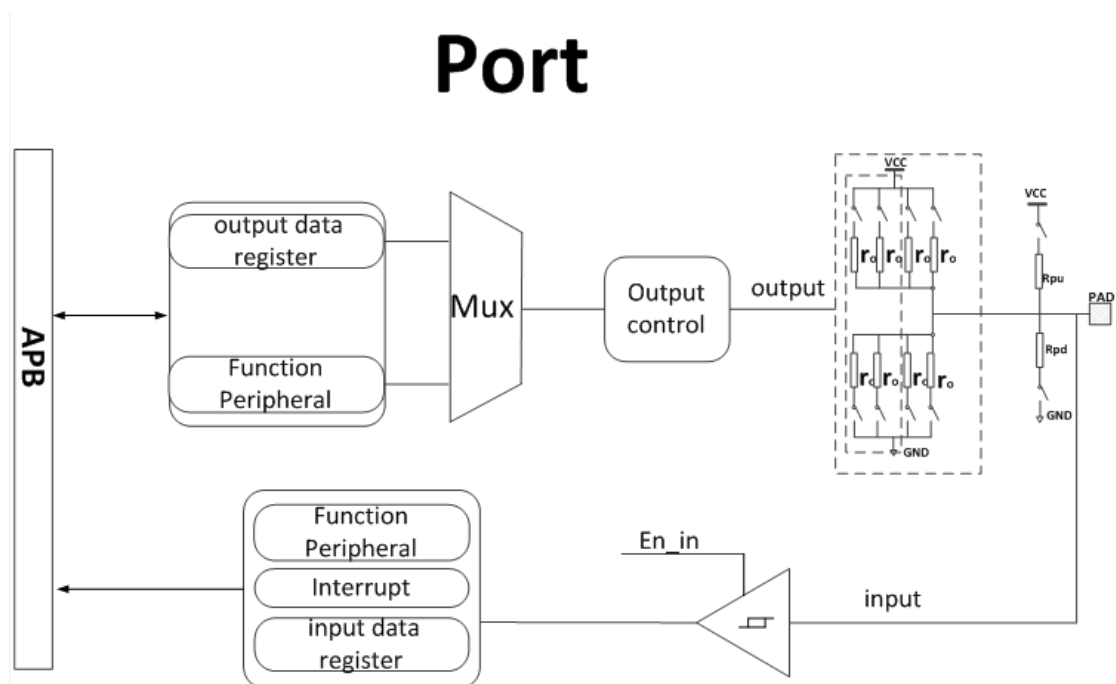 Port
APB
output data
register
Function
Peripheral
Mux
Output
control
output
VCC
ro
ro
ro
ro
ro
ro
ro
ro
GND
VCC
Rpu
PAD
Rpd
GND
Function
Peripheral
Interrupt
input data
register
En_in
input